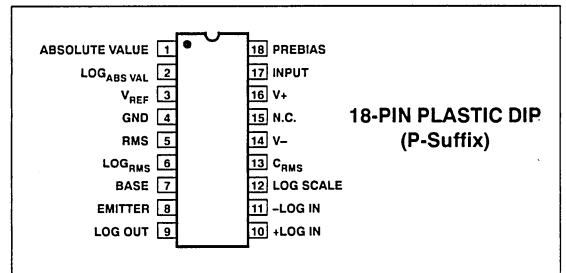 ABSOLUTE VALUE 1 18 PREBIAS
LOG ABS VAL 2 17 INPUT
VREF 3 16 V+
GND 4 15 N.C.
RMS 5 14 V–
LOGRMS 6 13 CRMS
BASE 7 12 LOG SCALE
EMITTER 8 11 –LOG IN
LOG OUT 9 10 +LOG IN
18-PIN PLASTIC DIP
(P-Suffix)